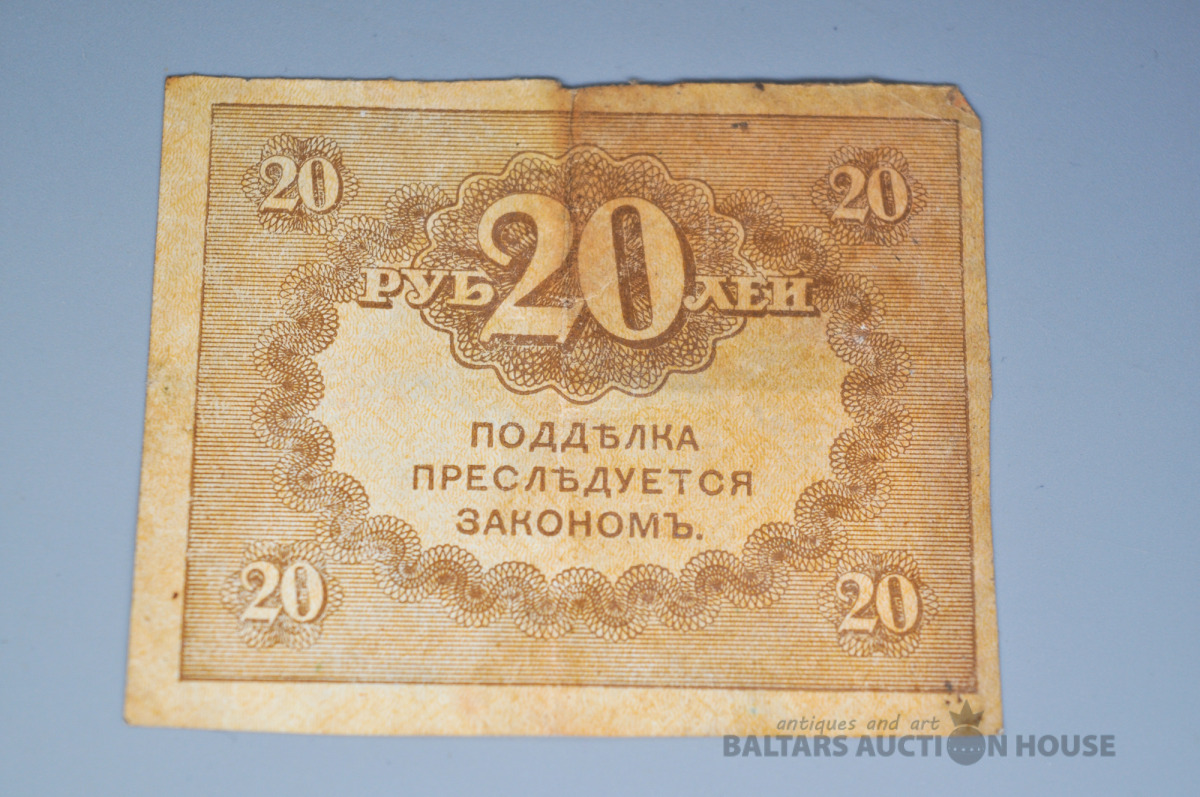 20 20
РУБ 20 ЛЕЙ
ПОДДѢЛКА
ПРЕСЛѢДУЕТСЯ
ЗАКОНОМЪ.
20 20
antiques and art
BALTARS AUCTION HOUSE